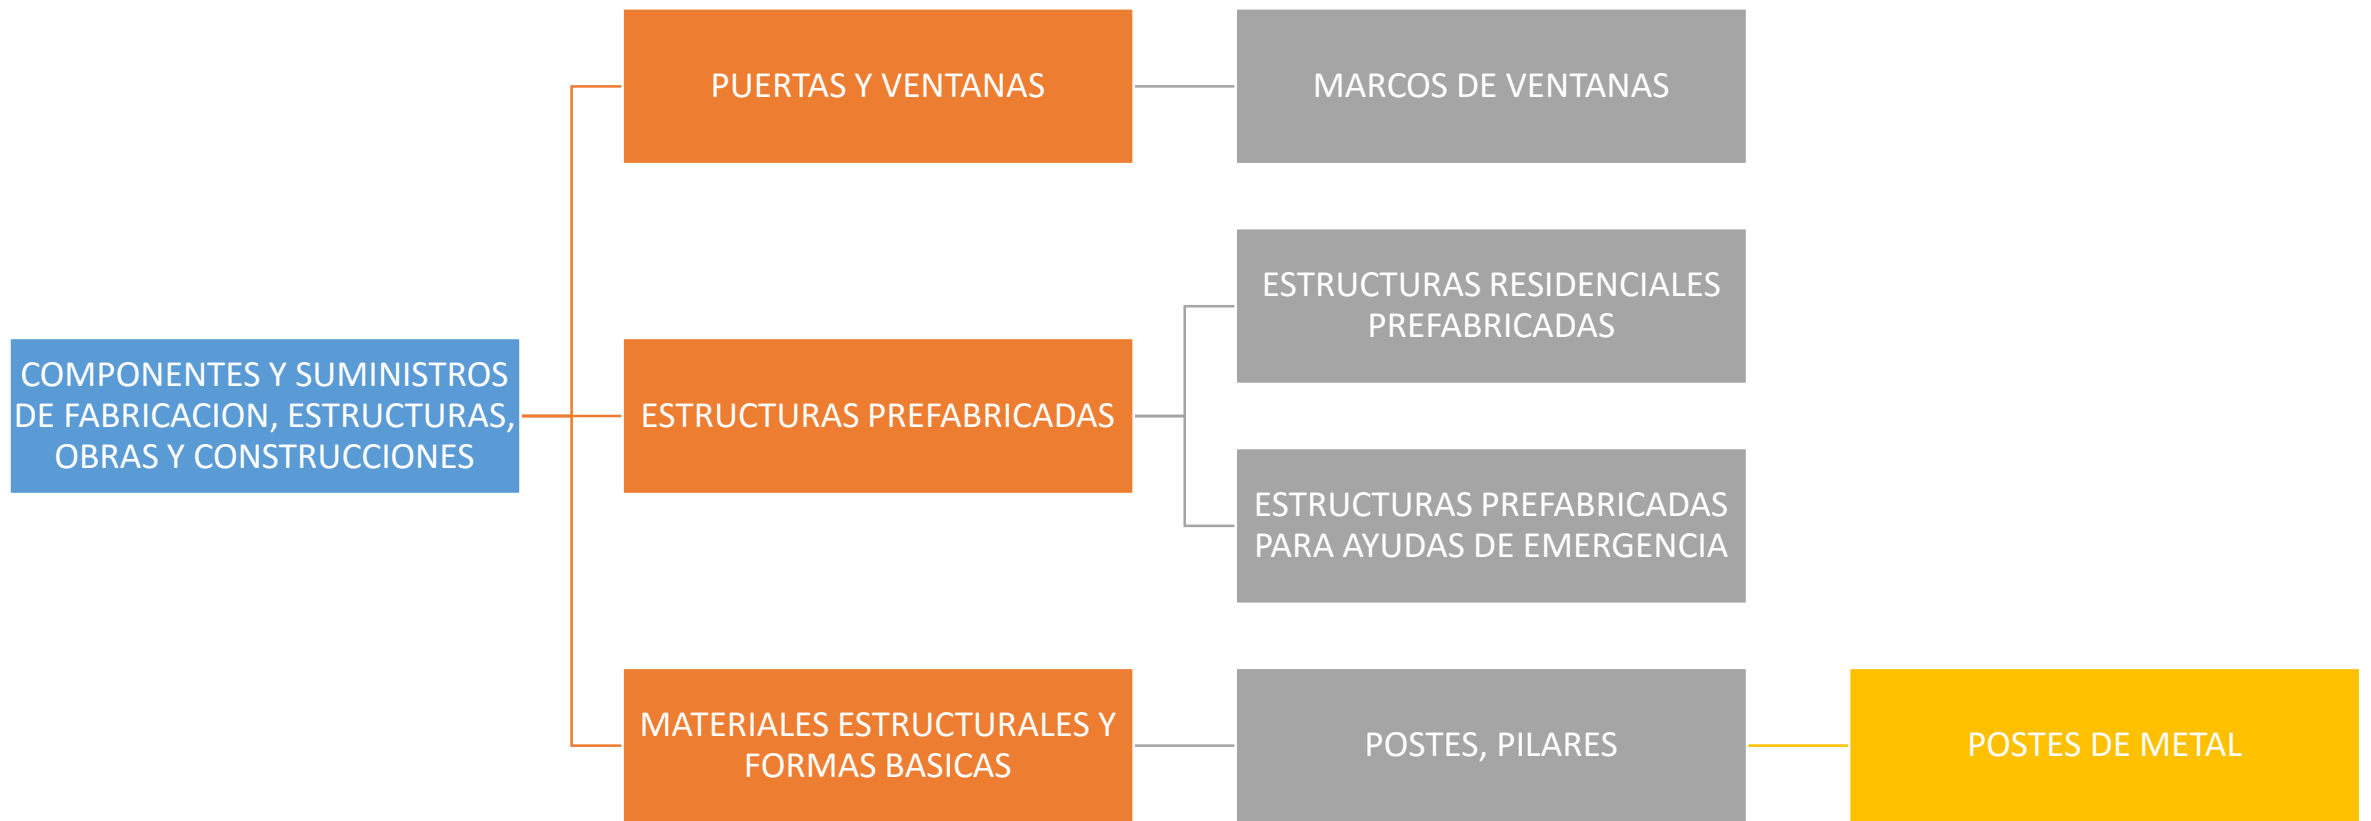 PUERTAS Y VENTANAS
MARCOS DE VENTANAS
ESTRUCTURAS RESIDENCIALES
PREFABRICADAS
COMPONENTES Y SUMINISTROS
DE FABRICACION, ESTRUCTURAS,
OBRAS Y CONSTRUCCIONES
ESTRUCTURAS PREFABRICADAS
ESTRUCTURAS PREFABRICADAS
PARA AYUDAS DE EMERGENCIA
MATERIALES ESTRUCTURALES Y
FORMAS BASICAS
POSTES, PILARES
POSTES DE METAL